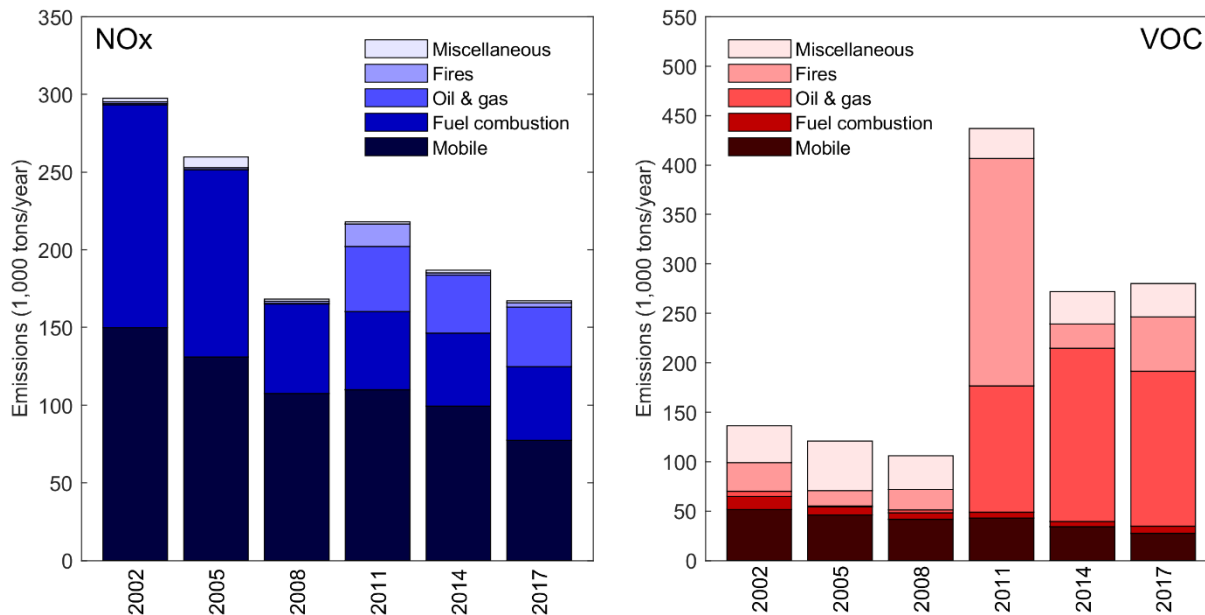 NOx
Miscellaneous
Fires
Oil & gas
Fuel combustion
Mobile
Emissions (1,000 tons/year)
350
300
250
200
150
100
50
0
2002
2005
2008
2011
2014
2017
VOC
Miscellaneous
Fires
Oil & gas
Fuel combustion
Mobile
Emissions (1,000 tons/year)
550
500
450
400
350
300
250
200
150
100
50
0
2002
2005
2008
2011
2014
2017